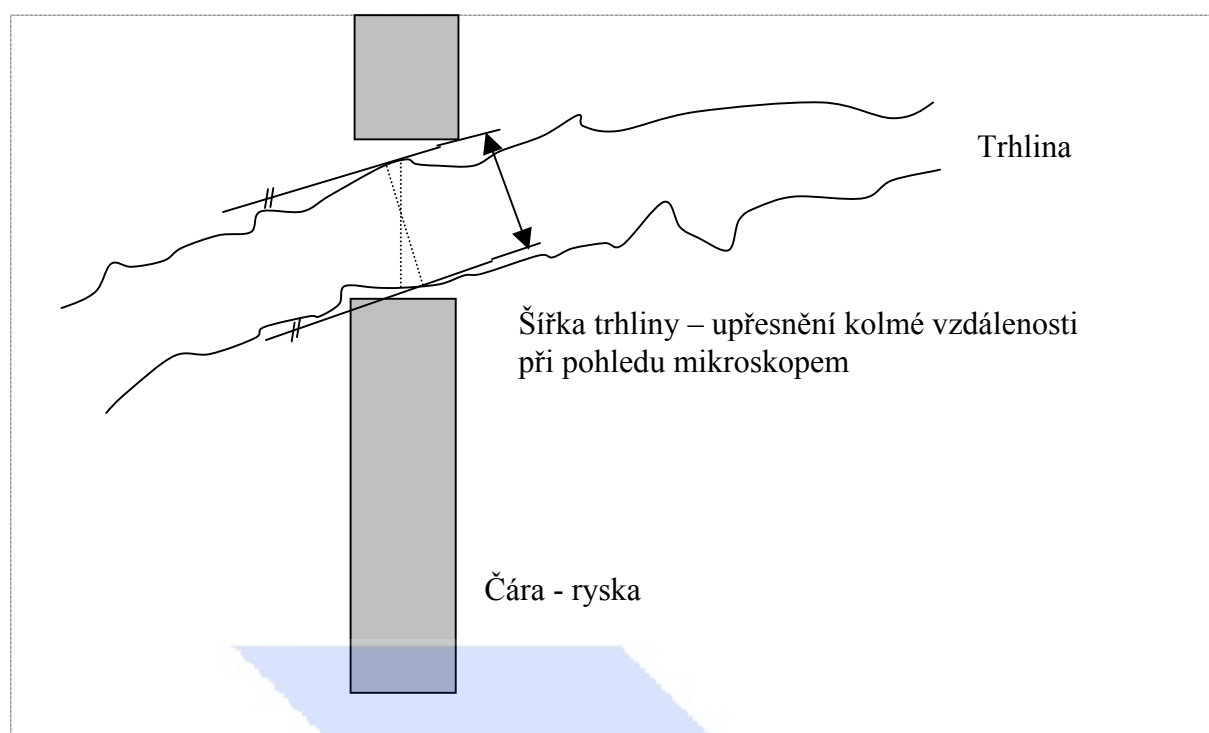 Trhlina
Šířka trhliny – upřesnění kolmé vzdálenosti
při pohledu mikroskopem
Čára - ryska